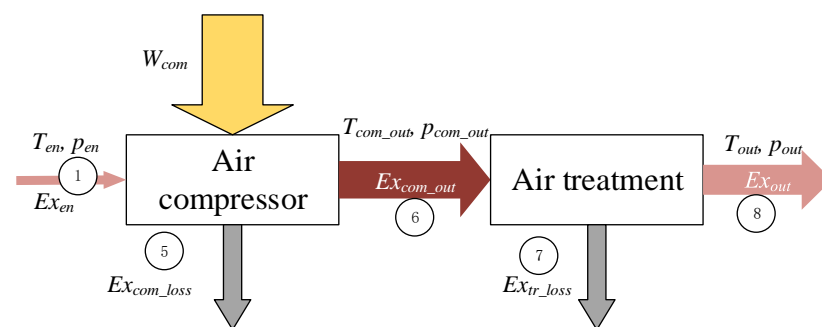 W_com
T_en, p_en
1
Ex_en
Air
compressor
5
Ex_com_loss
T_com_out, p_com_out
Ex_com_out
6
Air treatment
7
Ex_tr_loss
T_out, p_out
Ex_out
8